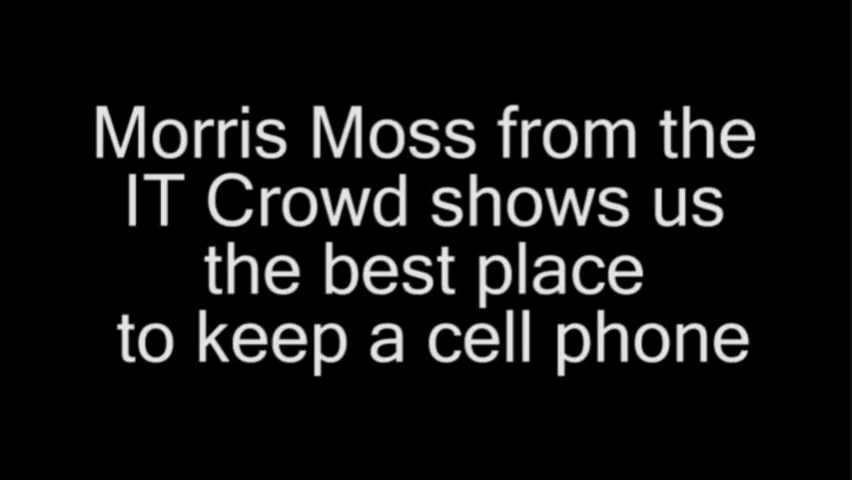 Morris Moss from the
IT Crowd shows us
the best place
to keep a cell phone